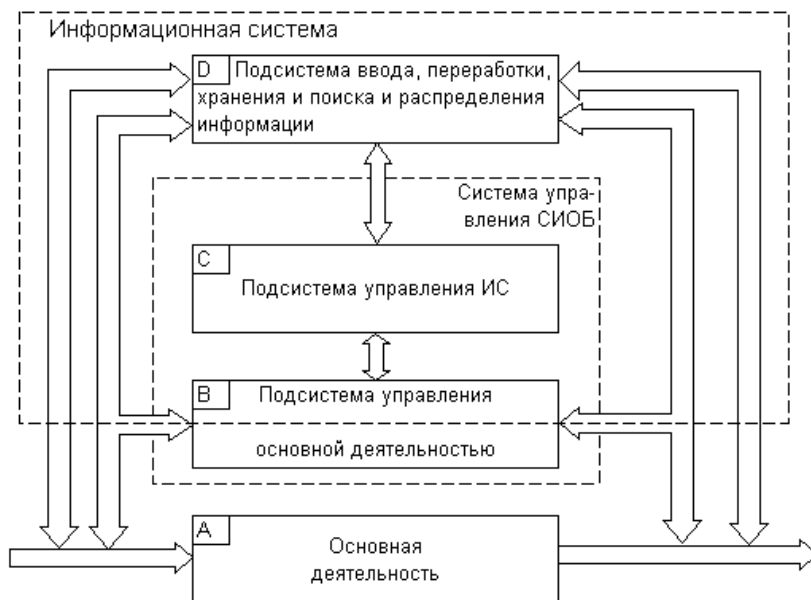 Информационная система
D Подсистема ввода, переработки,
хранения и поиска и распределения
информации
Система упра-
вления СИОБ
C
Подсистема управления ИС
B Подсистема управления
основной деятельностью
A
Основная
деятельность